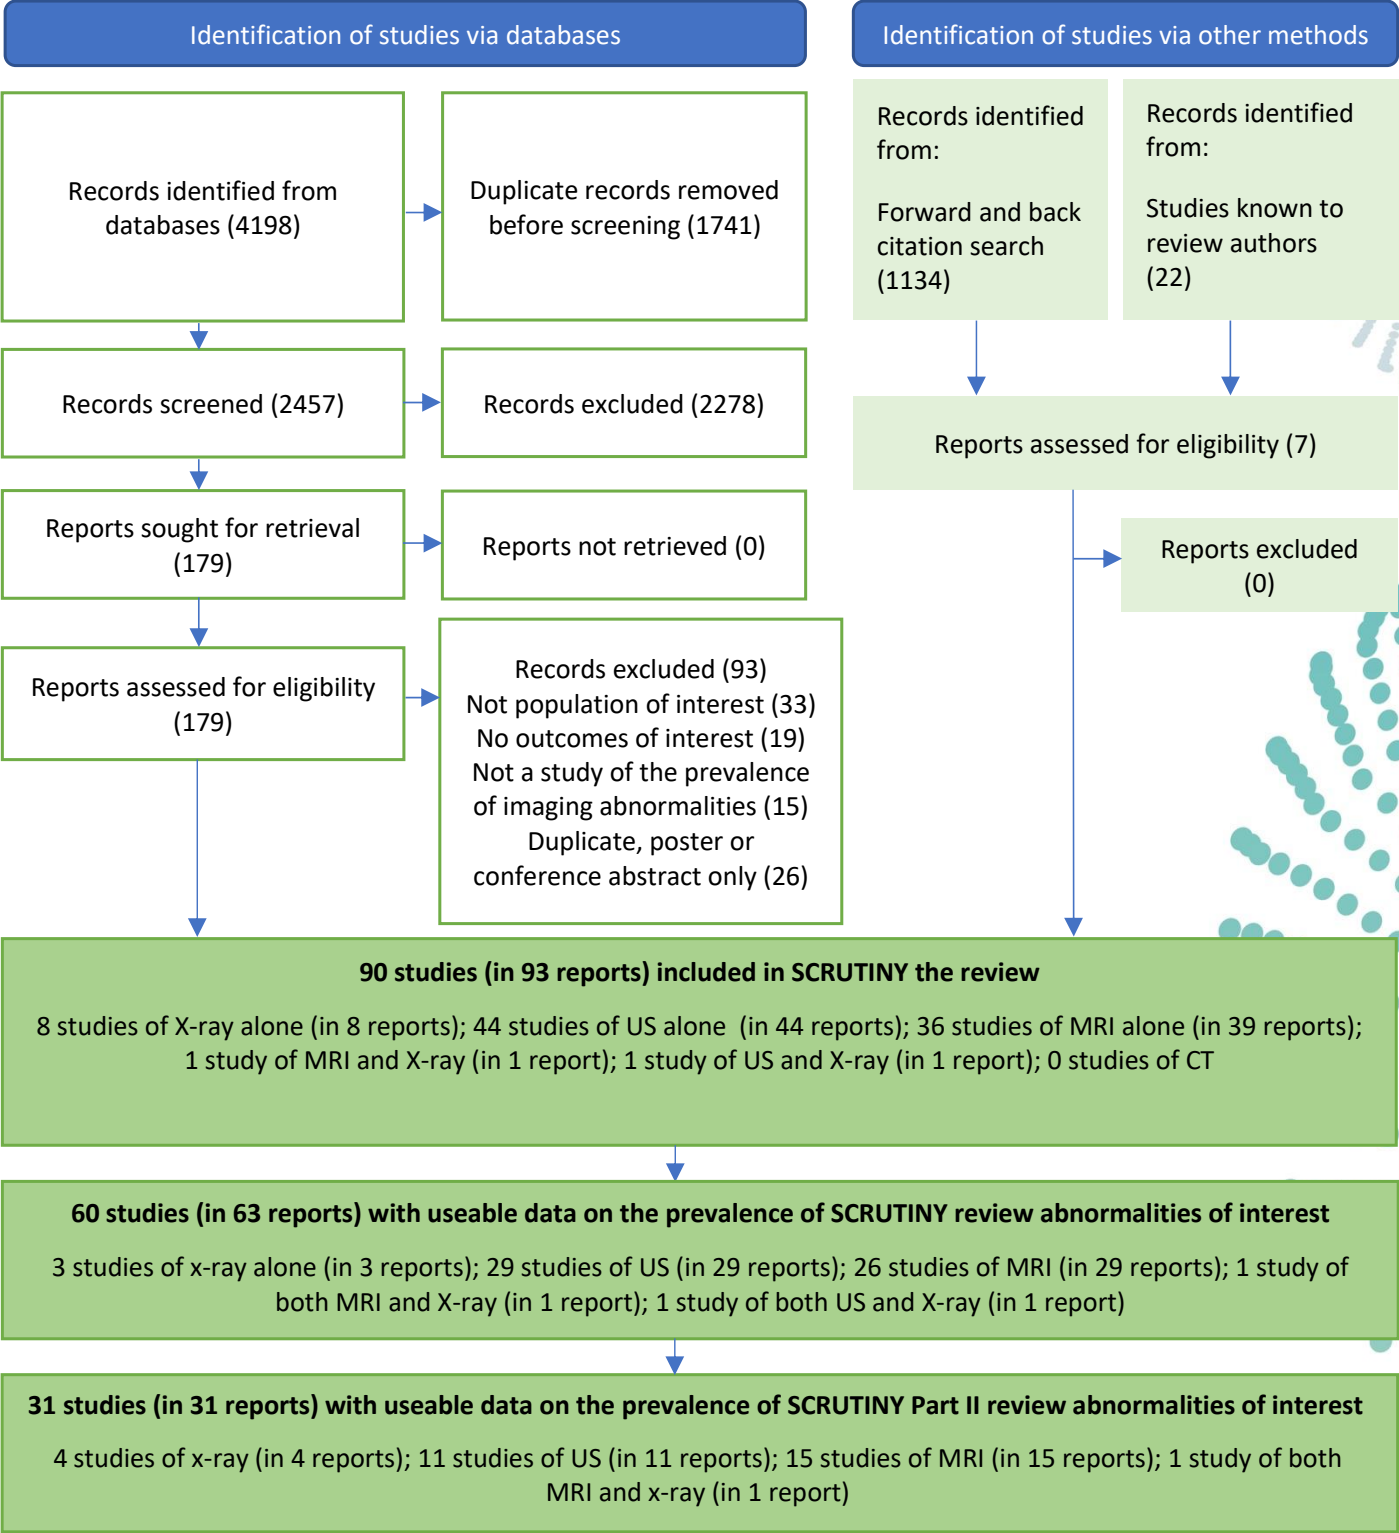 Identification of studies via databases
Identification of studies via other methods
Records identified from
databases (4198)
Duplicate records removed
before screening (1741)
Records identified
from:
Forward and back
citation search
(1134)
Records identified
from:
Studies known to
review authors
(22)
Records screened (2457)
Records excluded (2278)
Reports assessed for eligibility (7)
Reports sought for retrieval
(179)
Reports not retrieved (0)
Reports excluded
(0)
Reports assessed for eligibility
(179)
Records excluded (93)
Not population of interest (33)
No outcomes of interest (19)
Not a study of the prevalence
of imaging abnormalities (15)
Duplicate, poster or
conference abstract only (26)
90 studies (in 93 reports) included in SCRUTINY the review
8 studies of X-ray alone (in 8 reports); 44 studies of US alone (in 44 reports); 36 studies of MRI alone (in 39 reports);
1 study of MRI and X-ray (in 1 report); 1 study of US and X-ray (in 1 report); 0 studies of CT
60 studies (in 63 reports) with useable data on the prevalence of SCRUTINY review abnormalities of interest
3 studies of x-ray alone (in 3 reports); 29 studies of US (in 29 reports); 26 studies of MRI (in 29 reports); 1 study of
both MRI and X-ray (in 1 report); 1 study of both US and X-ray (in 1 report)
31 studies (in 31 reports) with useable data on the prevalence of SCRUTINY Part II review abnormalities of interest
4 studies of x-ray (in 4 reports); 11 studies of US (in 11 reports); 15 studies of MRI (in 15 reports); 1 study of both
MRI and x-ray (in 1 report)